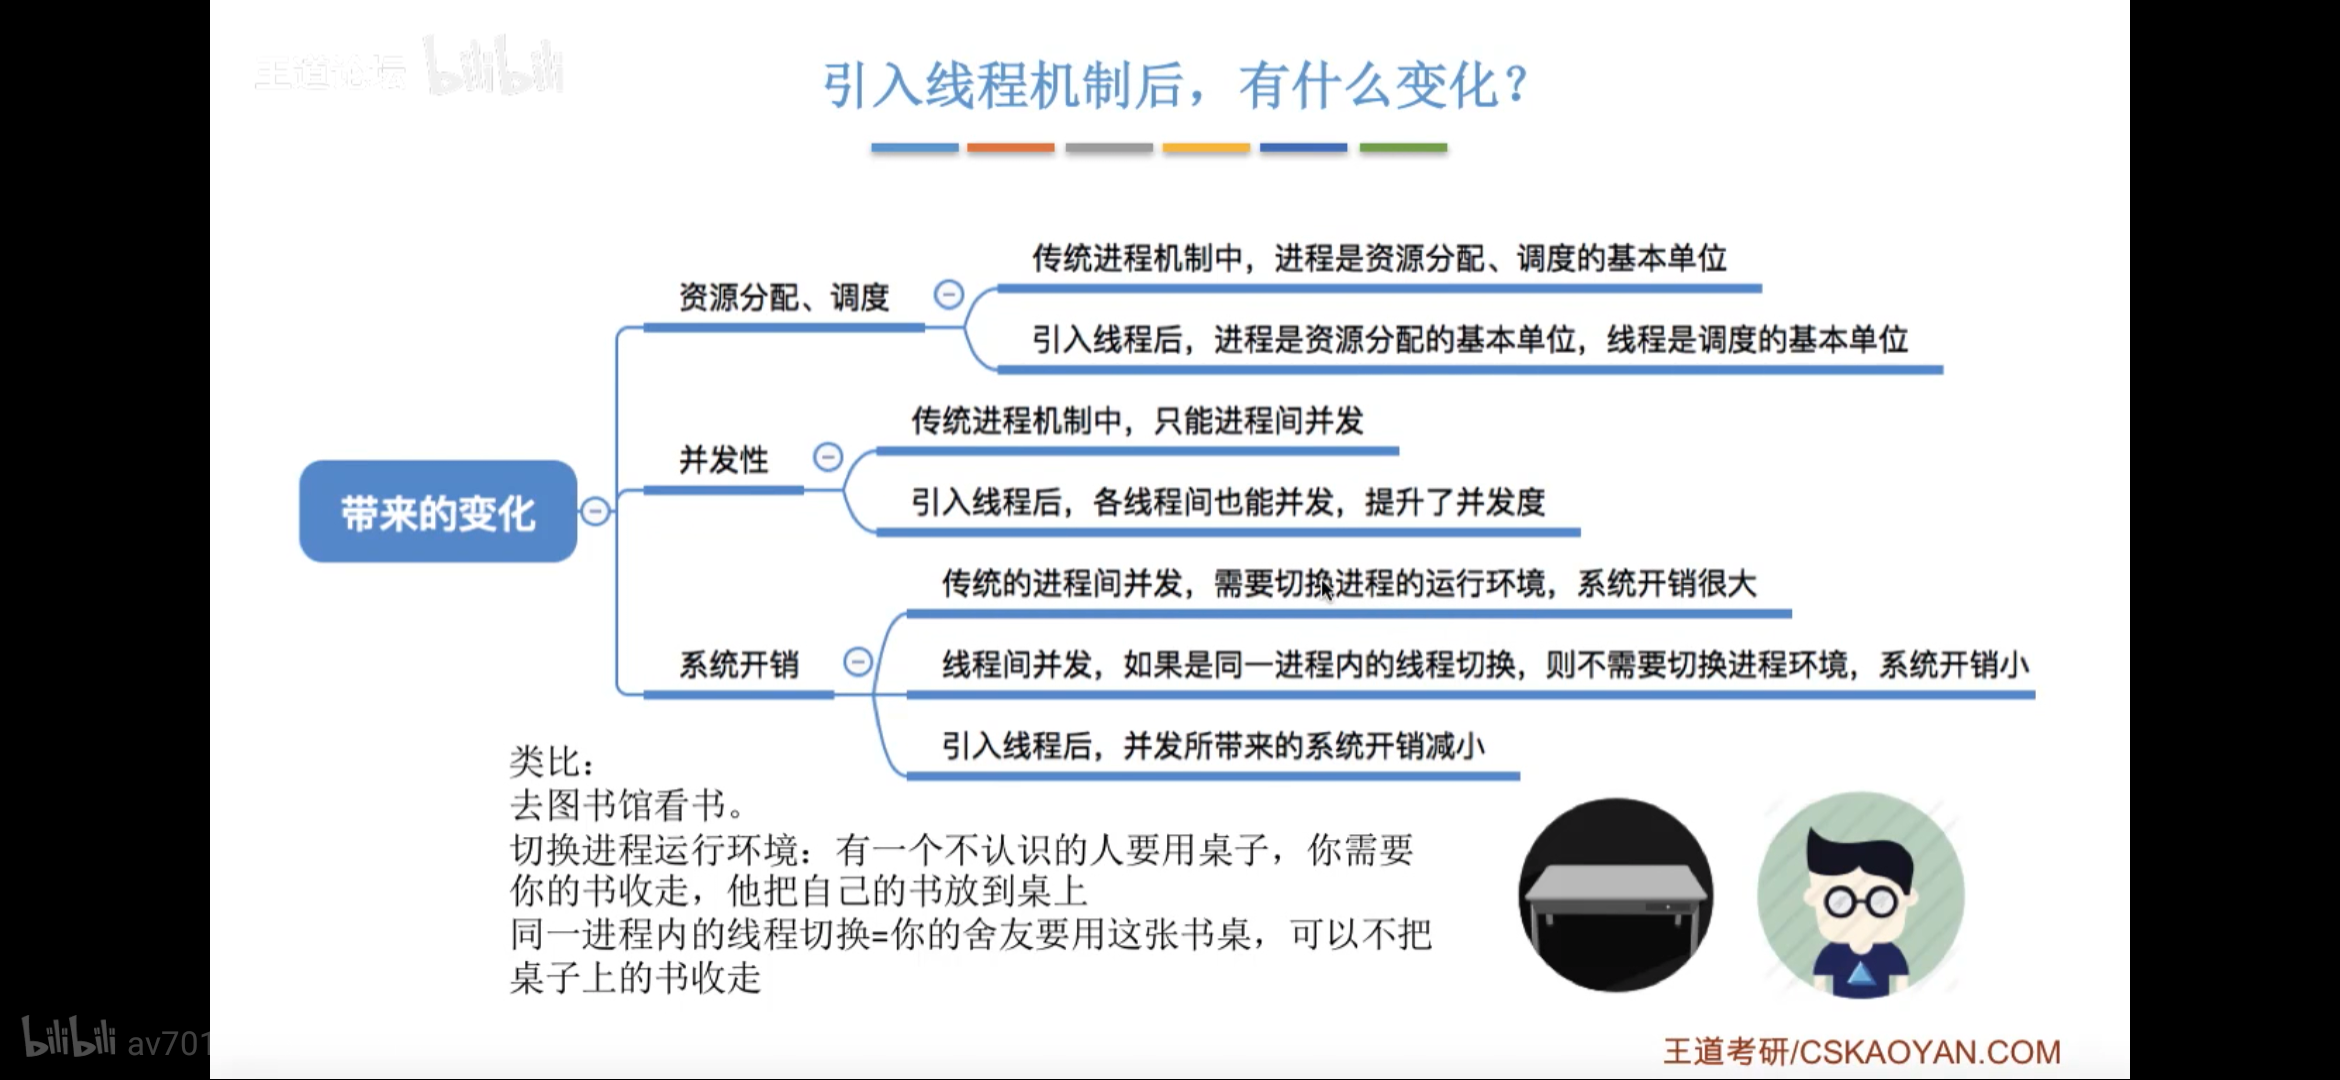 王道论坛 bilibili
引入线程机制后，有什么变化？
带来的变化
资源分配、调度
传统进程机制中，进程是资源分配、调度的基本单位
引入线程后，进程是资源分配的基本单位，线程是调度的基本单位
并发性
传统进程机制中，只能进程间并发
引入线程后，各线程间也能并发，提升了并发度
系统开销
传统的进程间并发，需要切换进程的运行环境，系统开销很大
线程间并发，如果是同一进程内的线程切换，则不需要切换进程环境，系统开销小
引入线程后，并发所带来的系统开销减小
类比：
去图书馆看书。
切换进程运行环境：有一个不认识的人要用桌子，你需要
你的书收走，他把自己的书放到桌上
同一进程内的线程切换=你的舍友要用这张书桌，可以不把
桌子上的书收走
bilibili av701
王道考研/CSKAOYAN.COM